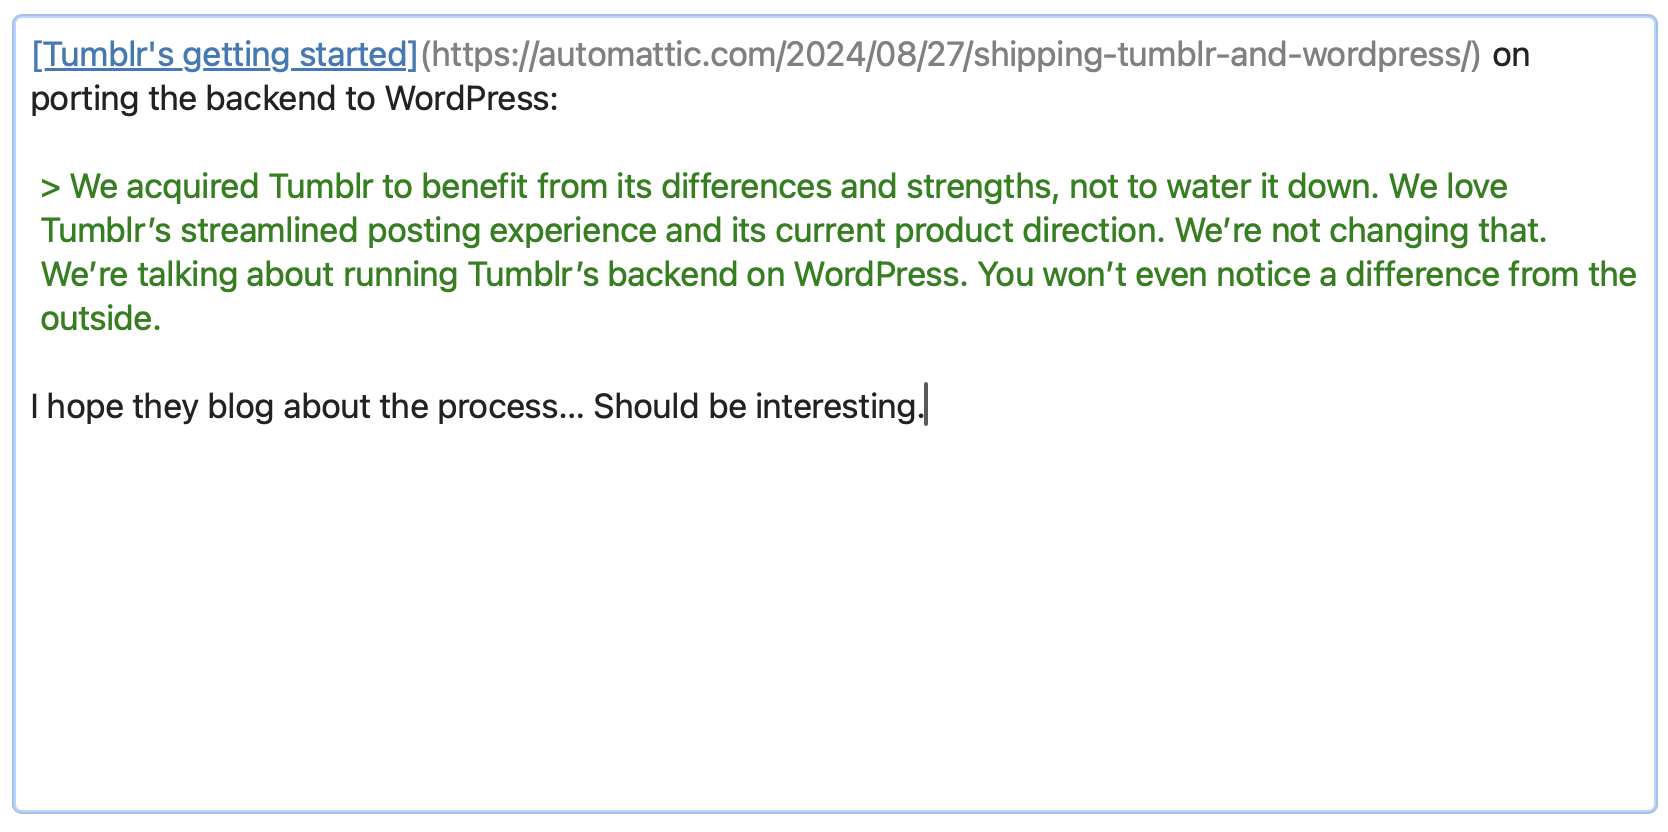 [Tumblr's getting started](https://automattic.com/2024/08/27/shipping-tumblr-and-wordpress/) on
porting the backend to WordPress:
> We acquired Tumblr to benefit from its differences and strengths, not to water it down. We love
Tumblr’s streamlined posting experience and its current product direction. We’re not changing that.
We’re talking about running Tumblr’s backend on WordPress. You won’t even notice a difference from the
outside.
I hope they blog about the process... Should be interesting.